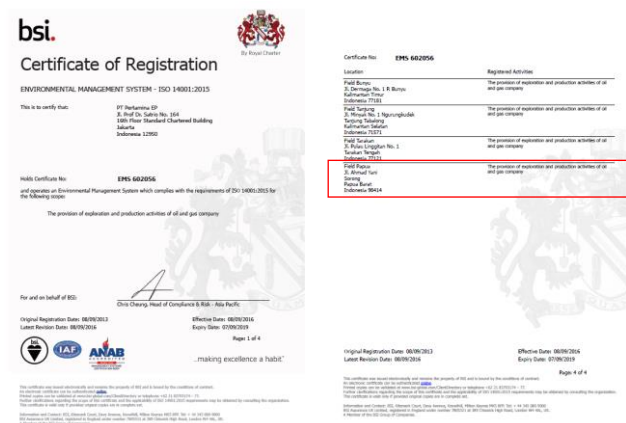 bsi.
By Royal Charter
Certificate of Registration
ENVIRONMENTAL MANAGEMENT SYSTEM - ISO 14001:2015
This is to certify that:
PT Pertamina EP
Jl. Prof Dr. Satrio No. 164
16th Floor Standard Chartered Building
Jakarta
Indonesia 12950
Holds Certificate No:
EMS 602056
and operates an Environmental Management System which complies with the requirements of ISO 14001:2015 for
the following scope:
The provision of exploration and production activities of oil and gas company
For and on behalf of BSI:
Chris Cheung, Head of Compliance & Risk - Asia Pacific
Original Registration Date: 08/09/2013
Effective Date: 08/09/2016
Latest Revision Date: 08/09/2016
Expiry Date: 07/09/2019
Page: 1 of 4
bsi.
IAF
ANAB
...making excellence a habit.
Certificate No:
EMS 602056
Location
Registered Activities
Field Bunyu
Jl. Dermaga No. 1 P. Bunyu
Kalimantan Timur
Indonesia 77181
The provision of exploration and production activities of oil
and gas company
Field Tanjung
Jl. Minyak No. 1 Ngurungkudak
Tanjung Tabalong
Kalimantan Selatan
Indonesia 71571
The provision of exploration and production activities of oil
and gas company
Field Tarakan
Jl. Pulau Linggitan No. 1
Tarakan Tengah
Indonesia 77121
The provision of exploration and production activities of oil
and gas company
Field Papua
Jl. Ahmad Yani
Sorong
Papua Barat
Indonesia 98414
The provision of exploration and production activities of oil
and gas company
Original Registration Date: 08/09/2013
Effective Date: 08/09/2016
Latest Revision Date: 08/09/2016
Expiry Date: 07/09/2019
Page: 4 of 4